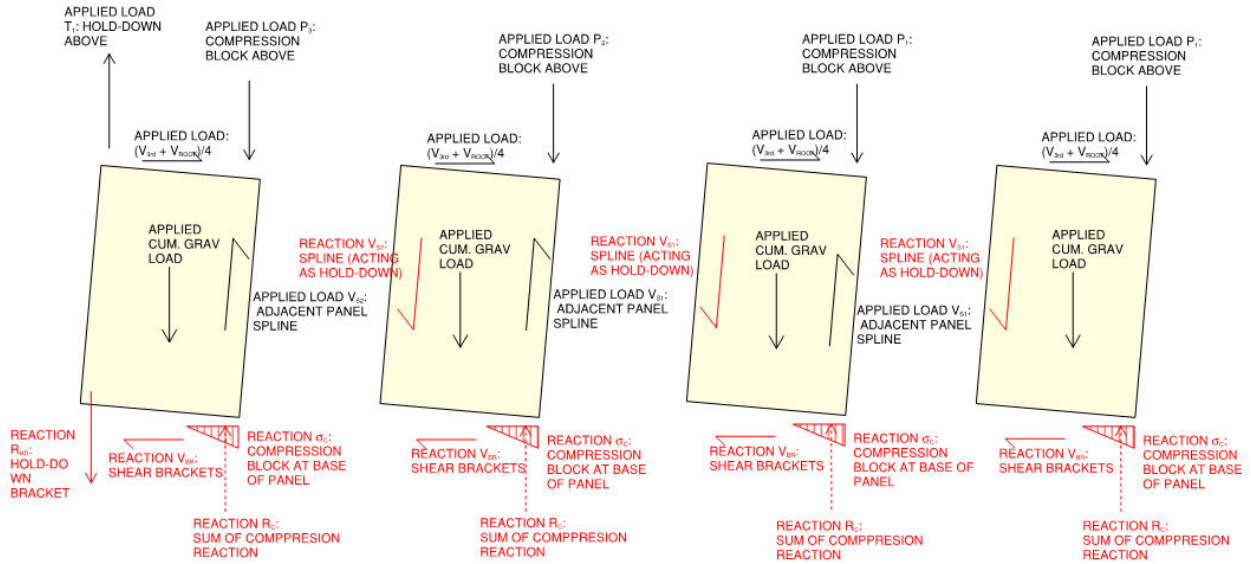 APPLIED LOAD
T₁: HOLD-DOWN
ABOVE
APPLIED LOAD P₃:
COMPRESSION
BLOCK ABOVE
APPLIED LOAD:
(V₃rd + VROOT)/4
APPLIED
CUM. GRAV
LOAD
APPLIED LOAD VS2:
ADJACENT PANEL
SPLINE
REACTION
RHD:
HOLD-DO
WN
BRACKET
REACTION VBR:
SHEAR BRACKETS
REACTION σC:
COMPRESSION
BLOCK AT BASE
OF PANEL
REACTION RC:
SUM OF COMPPRESION
REACTION
APPLIED LOAD P₂:
COMPRESSION
BLOCK ABOVE
APPLIED LOAD:
(V₃rd + VROOT)/4
REACTION VS2:
SPLINE (ACTING
AS HOLD-DOWN)
APPLIED
CUM. GRAV
LOAD
APPLIED LOAD VS1:
ADJACENT PANEL
SPLINE
REACTION VBR:
SHEAR BRACKETS
REACTION σC:
COMPRESSION
BLOCK AT BASE
OF PANEL
REACTION RC:
SUM OF COMPPRESION
REACTION
APPLIED LOAD P₁:
COMPRESSION
BLOCK ABOVE
APPLIED LOAD:
(V₃rd + VROOT)/4
REACTION VS1:
SPLINE (ACTING
AS HOLD-DOWN)
APPLIED
CUM. GRAV
LOAD
APPLIED LOAD VS1:
ADJACENT PANEL
SPLINE
REACTION VBR:
SHEAR BRACKETS
REACTION σC:
COMPRESSION
BLOCK AT BASE OF
PANEL
REACTION RC:
SUM OF COMPPRESION
REACTION
APPLIED LOAD P₁:
COMPRESSION
BLOCK ABOVE
APPLIED LOAD:
(V₃rd + VROOT)/4
REACTION VS1:
SPLINE (ACTING
AS HOLD-DOWN)
APPLIED
CUM. GRAV
LOAD
REACTION VBR:
SHEAR BRACKETS
REACTION σC:
COMPRESSION
BLOCK AT BASE
OF PANEL
REACTION RC:
SUM OF COMPPRESION
REACTION